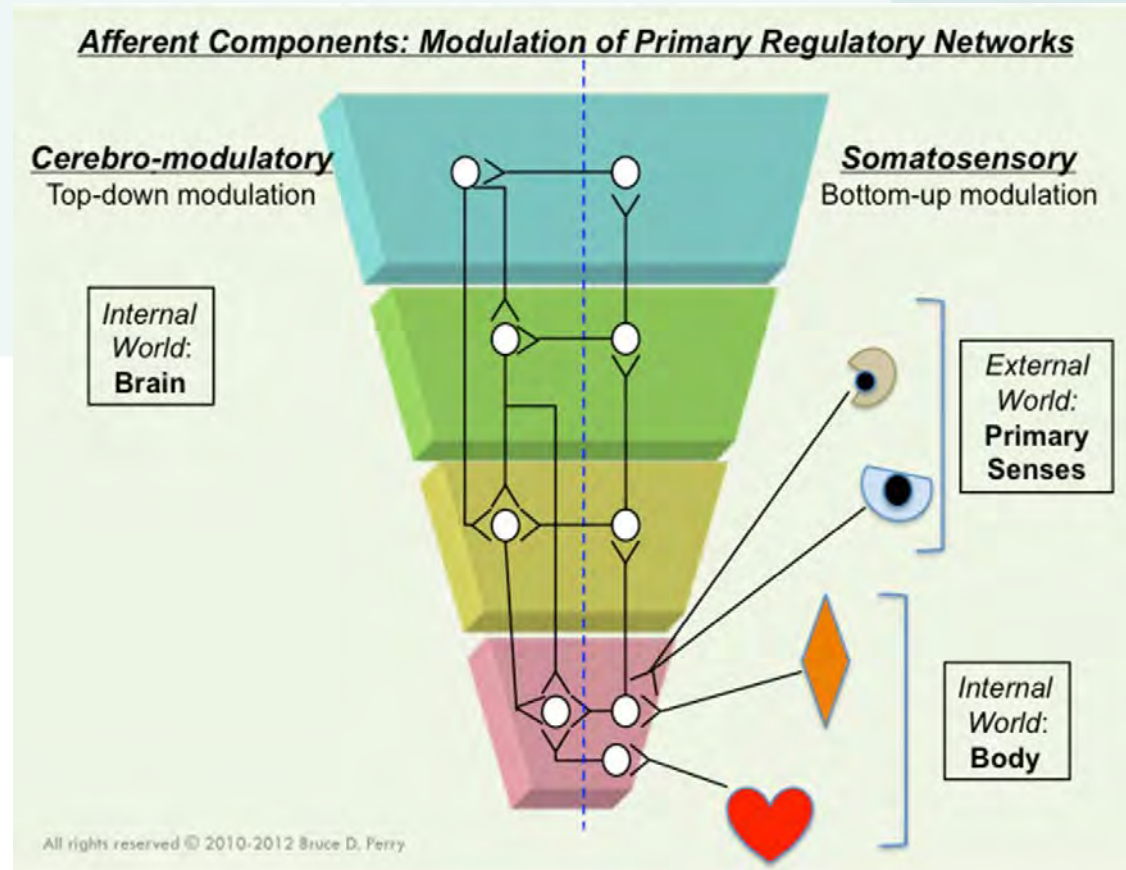 Afferent Components: Modulation of Primary Regulatory Networks
Cerebro-modulatory
Top-down modulation
Somatosensory
Bottom-up modulation
Internal
World:
Brain
External
World:
Primary
Senses
Internal
World:
Body
All rights reserved © 2010-2012 Bruce D. Perry